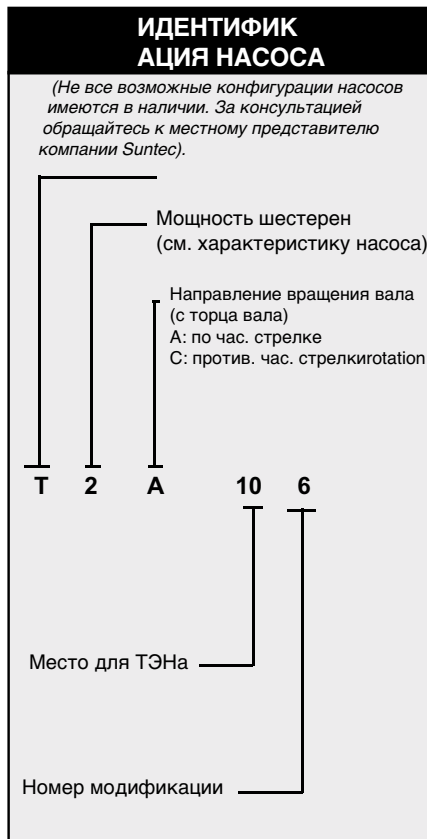 ИДЕНТИФИК
АЦИЯ НАСОСА
(Не все возможные конфигурации насосов
имеются в наличии. За консультацией
обращайтесь к местному представителю
компании Suntec).
Мощность шестерен
(см. характеристику насоса)
Направление вращения вала
(с торца вала)
А: по час. стрелке
С: против. час. стрелкиrotation
T 2 A 10 6
Место для ТЭНа
Номер модификации